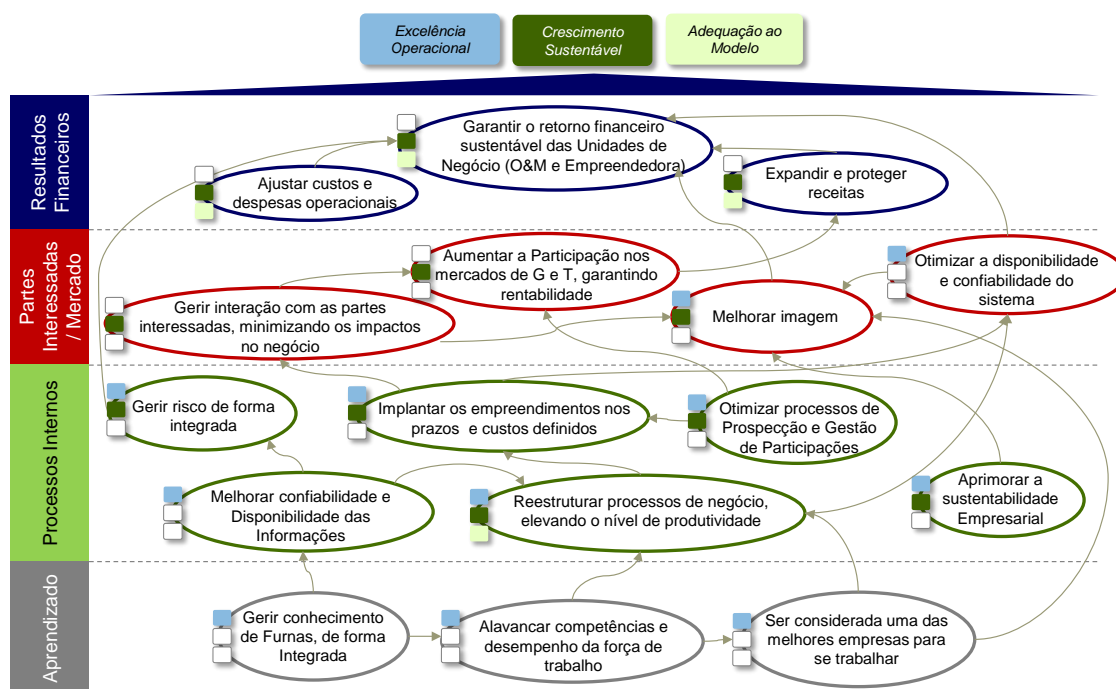 Excelência
Operacional
Crescimento
Sustentável
Adequação ao
Modelo
Resultados
Financeiros
Garantir o retorno financeiro
sustentável das Unidades de
Negócio (O&M e Empreendedora)
Ajustar custos e
despesas operacionais
Expandir e proteger
receitas
Partes
Interessadas
/ Mercado
Aumentar a Participação nos
mercados de G e T, garantindo
rentabilidade
Otimizar a disponibilidade
e confiabilidade do
sistema
Gerir interação com as partes
interessadas, minimizando os impactos
no negócio
Melhorar imagem
Processos Internos
Gerir risco de forma
integrada
Implantar os empreendimentos nos
prazos e custos definidos
Otimizar processos de
Prospecção e Gestão
de Participações
Melhorar confiabilidade e
Disponibilidade das
Informações
Reestruturar processos de negócio,
elevando o nível de produtividade
Aprimorar a
sustentabilidade
Empresarial
Aprendizado
Gerir conhecimento
de Furnas, de forma
Integrada
Alavancar competências e
desempenho da força de
trabalho
Ser considerada uma das
melhores empresas para
se trabalhar